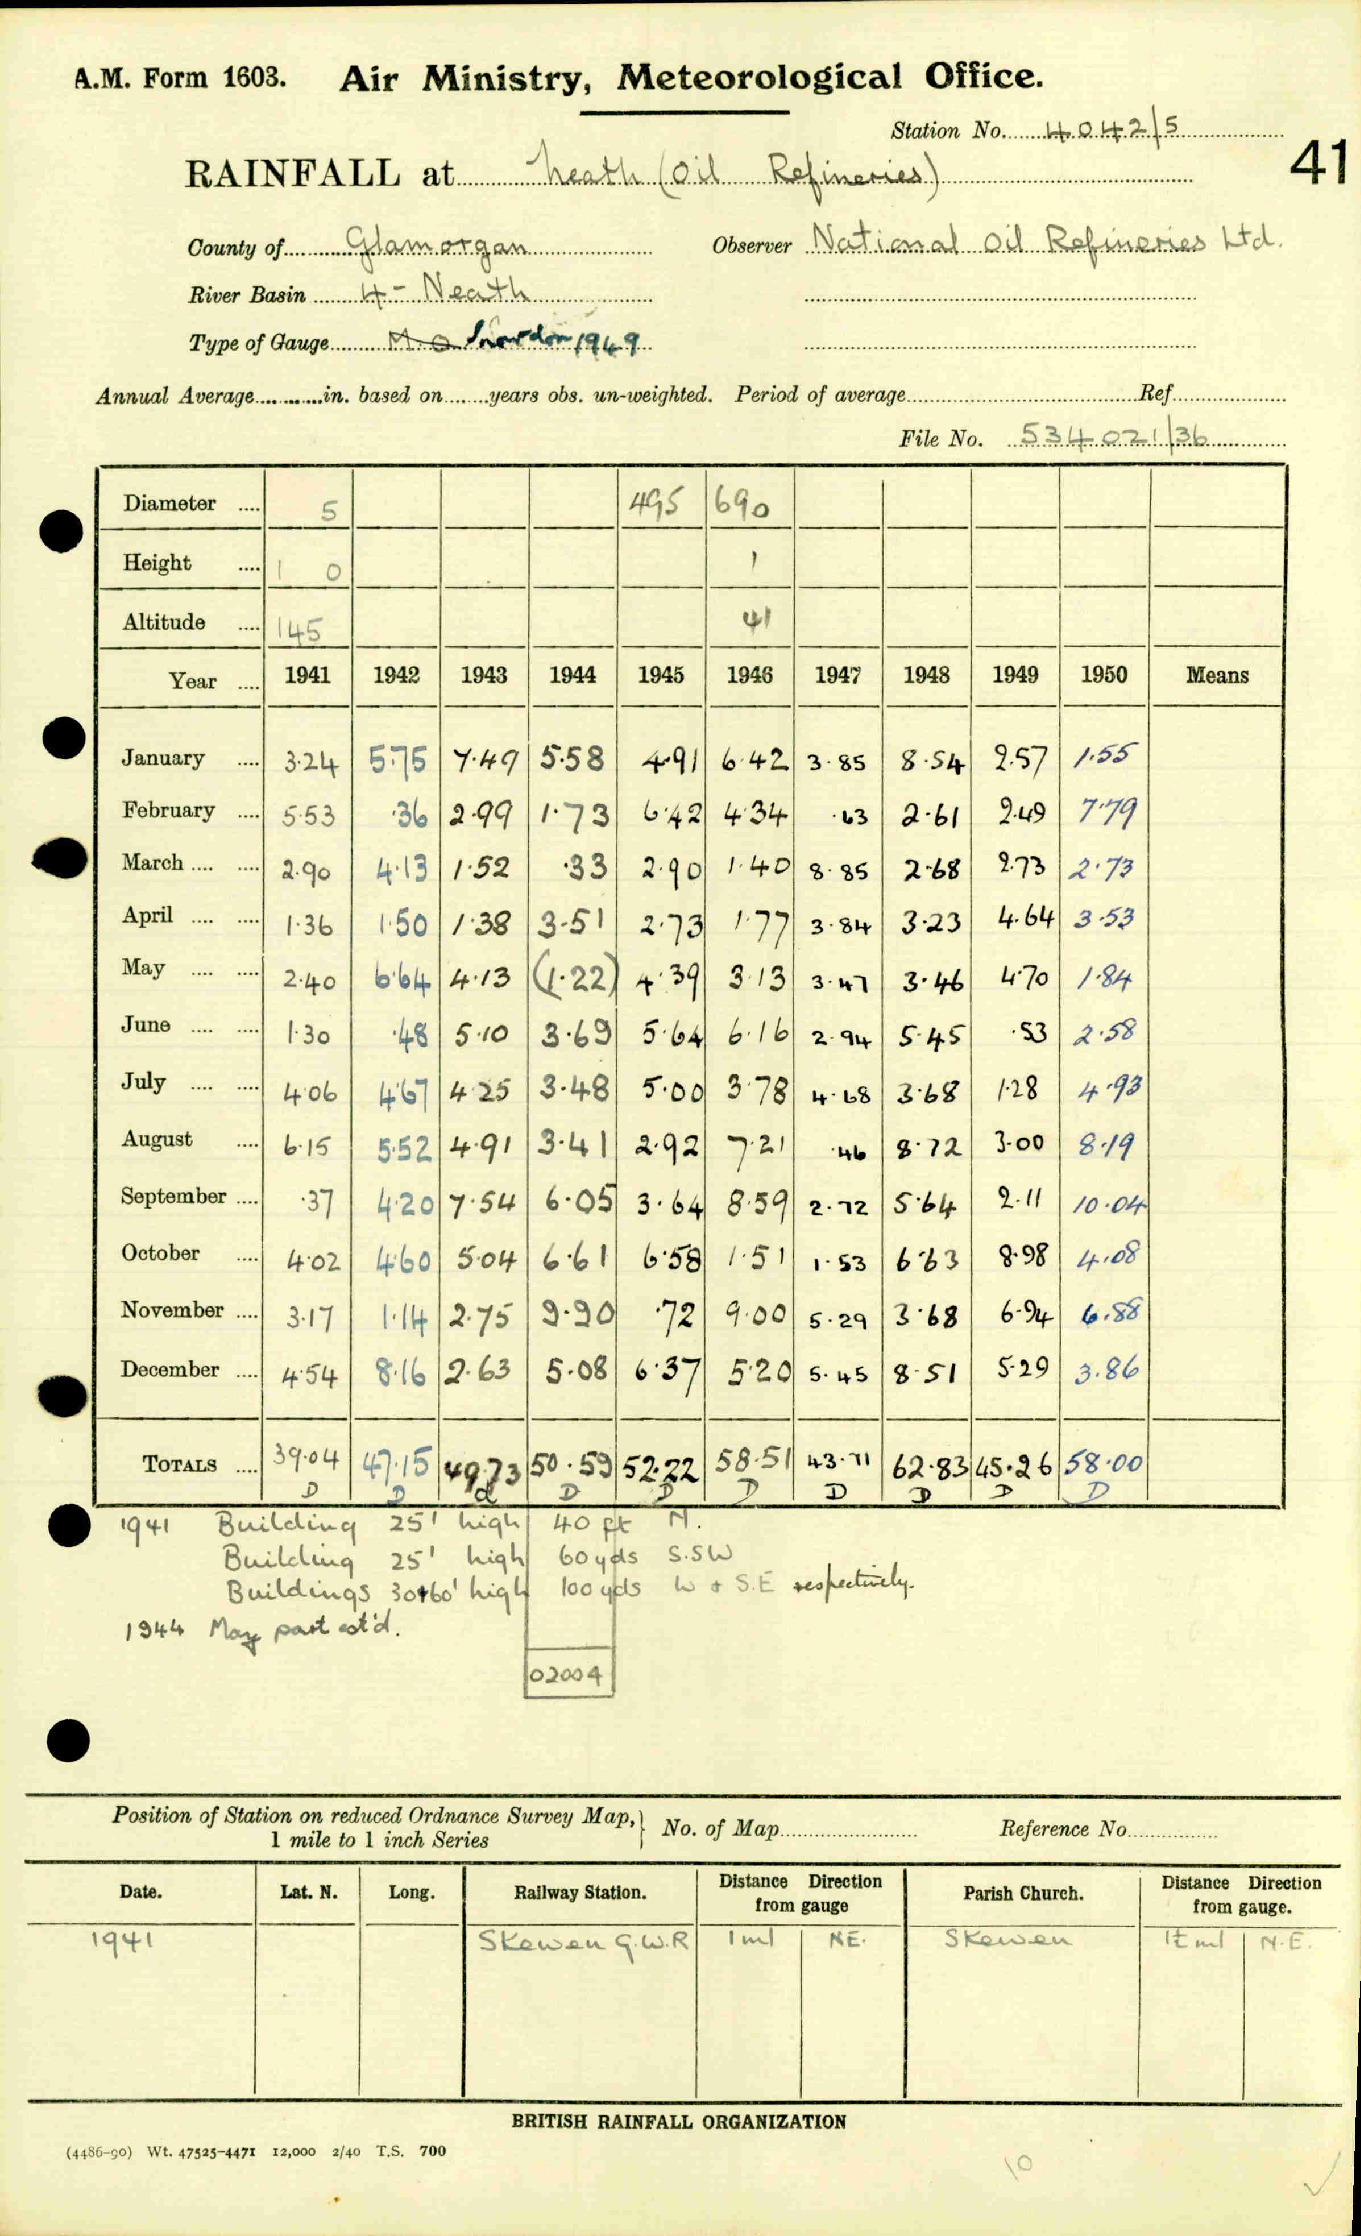 A.M. Form 1603. Air Ministry, Meteorological Office.
Station No. 4042/5
41
RAINFALL at Neath (Oil Refineries)
County of Glamorgan Observer National Oil Refineries Ltd.
River Basin 4 - Neath
Type of Gauge M.O. Snowdon 1949
Annual Average in. based on years obs. un-weighted. Period of average Ref
File No. 534021/36
Diameter 5 495 690
Height 1 0 1
Altitude 145 41
Year 1941 1942 1943 1944 1945 1946 1947 1948 1949 1950 Means
January 3.24 5.75 7.49 5.58 4.91 6.42 3.85 8.54 2.57 1.55
February 5.53 .36 2.99 1.73 6.42 4.34 .63 2.61 2.49 7.79
March 2.90 4.13 1.52 .33 2.90 1.40 8.85 2.68 2.73 2.73
April 1.36 1.50 1.38 3.51 2.73 1.77 3.84 3.23 4.64 3.53
May 2.40 6.64 4.13 (1.22) 4.39 3.13 3.47 3.46 4.70 1.84
June 1.30 .48 5.10 3.69 5.64 6.16 2.94 5.45 .53 2.58
July 4.06 4.67 4.25 3.48 5.00 3.78 4.68 3.68 1.28 4.93
August 6.15 5.52 4.91 3.41 2.92 7.21 .46 8.72 3.00 8.19
September .37 4.20 7.54 6.05 3.64 8.59 2.72 5.64 2.11 10.04
October 4.02 4.60 5.04 6.61 6.58 1.51 1.53 6.63 8.98 4.08
November 3.17 1.14 2.75 9.90 .72 9.00 5.29 3.68 6.94 6.88
December 4.54 8.16 2.63 5.08 6.37 5.20 5.45 8.51 5.29 3.86
TOTALS 39.04 47.15 49.73 50.59 52.22 58.51 43.71 62.83 45.26 58.00
D D d D D D D D D D
1941 Building 25' high 40 ft N.
Building 25' high 60 yds S.SW
Buildings 30+60' high 100 yds W + S.E respectively.
1944 May part est'd.
02004
Position of Station on reduced Ordnance Survey Map, 1 mile to 1 inch Series No. of Map Reference No.
Date. Lat. N. Long. Railway Station. Distance Direction from gauge Parish Church. Distance Direction from gauge.
1941 Skewen G.W.R 1 ml NE. Skewen N.E.
BRITISH RAINFALL ORGANIZATION
(4486-90) Wt. 47525-4471 12,000 2/40 T.S. 700
10